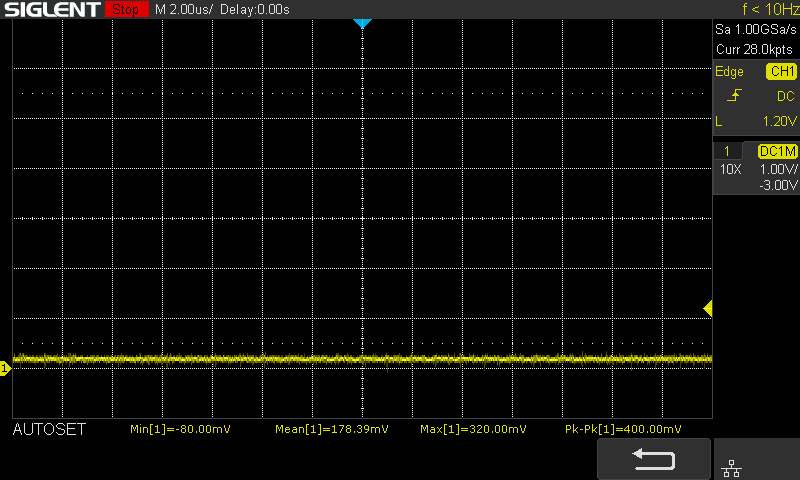 SIGLENT Stop M 2.00us/ Delay:0.00s f < 10Hz
Sa 1.00GSa/s
Curr 28.0kpts
Edge CH1
DC
L 1.20V
1 DC1M
10X 1.00V/
-3.00V
1
AUTOSET Min[1]=-80.00mV Mean[1]=178.39mV Max[1]=320.00mV Pk-Pk[1]=400.00mV